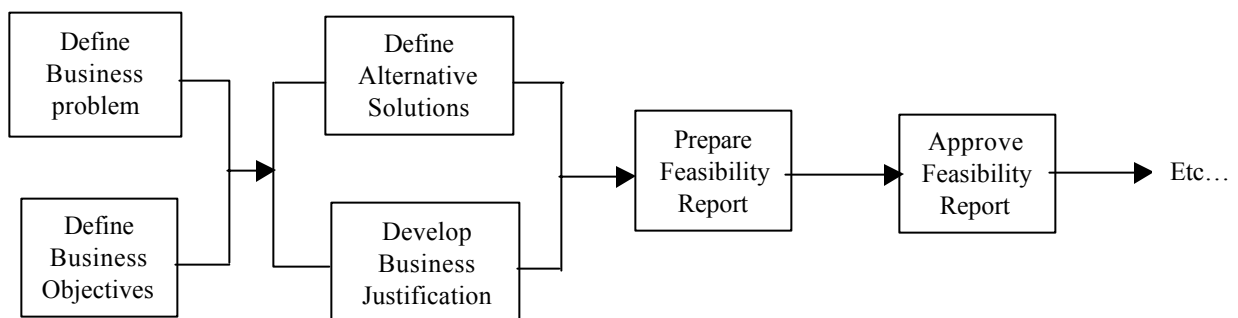 Define
Business
problem
Define
Business
Objectives
Define
Alternative
Solutions
Develop
Business
Justification
Prepare
Feasibility
Report
Approve
Feasibility
Report
Etc…